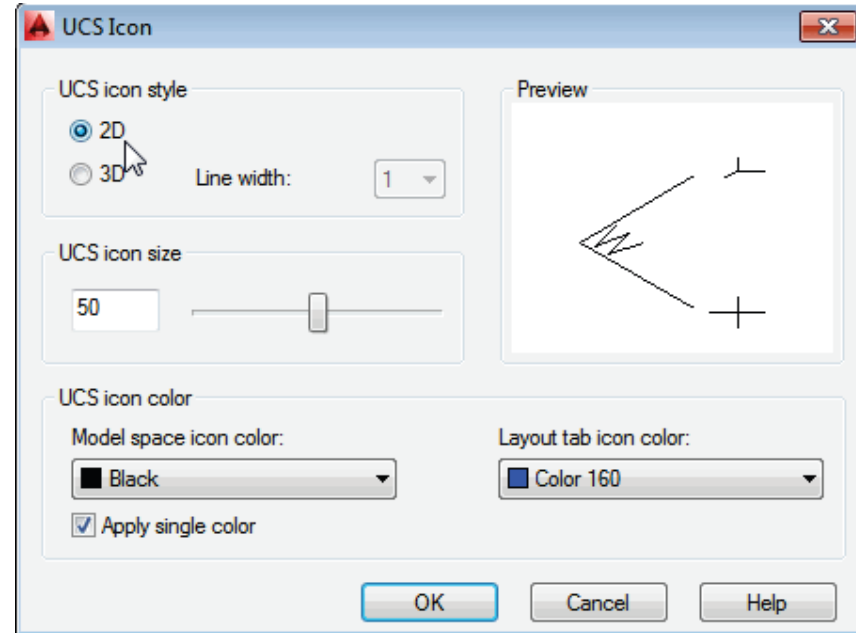 UCS Icon
UCS icon style
2D
3D
Line width:
1
Preview
UCS icon size
50
UCS icon color
Model space icon color:
Layout tab icon color:
Black
Color 160
Apply single color
OK
Cancel
Help